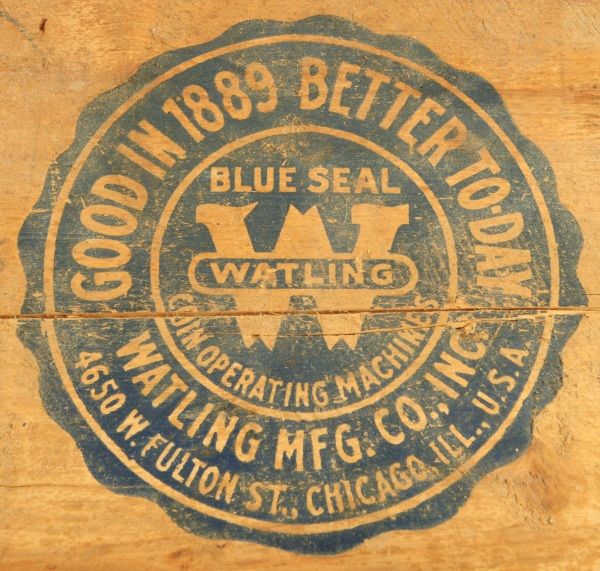 GOOD IN 1889 BETTER TO-DAY
BLUE SEAL
W
WATLING
COIN OPERATING MACHINES
WATLING MFG. CO., INC.
4650 W. FULTON ST., CHICAGO, ILL., U.S.A.